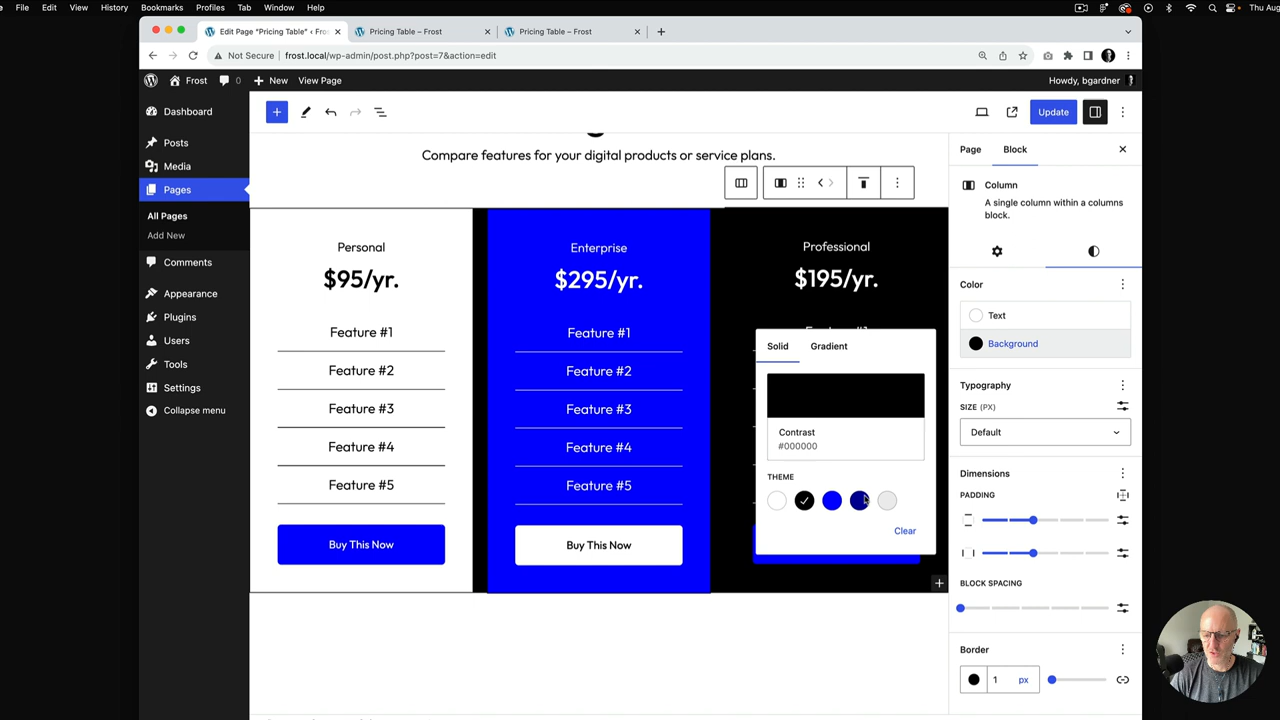 File Edit View History Bookmarks Profiles Tab Window Help
Thu Aug
Edit Page "Pricing Table" ‹ Fros
Pricing Table – Frost
Pricing Table – Frost
Not Secure
frost.local/wp-admin/post.php?post=7&action=edit
Frost
0
New
View Page
Howdy, bgardner
Dashboard
Posts
Media
Pages
All Pages
Add New
Comments
Appearance
Plugins
Users
Tools
Settings
Collapse menu
Update
Compare features for your digital products or service plans.
Personal
$95/yr.
Feature #1
Feature #2
Feature #3
Feature #4
Feature #5
Buy This Now
Enterprise
$295/yr.
Feature #1
Feature #2
Feature #3
Feature #4
Feature #5
Buy This Now
Professional
$195/yr.
Solid
Gradient
Contrast
#000000
THEME
Clear
Page
Block
Column
A single column within a columns
block.
Color
Text
Background
Typography
SIZE (PX)
Default
Dimensions
PADDING
BLOCK SPACING
Border
1 px